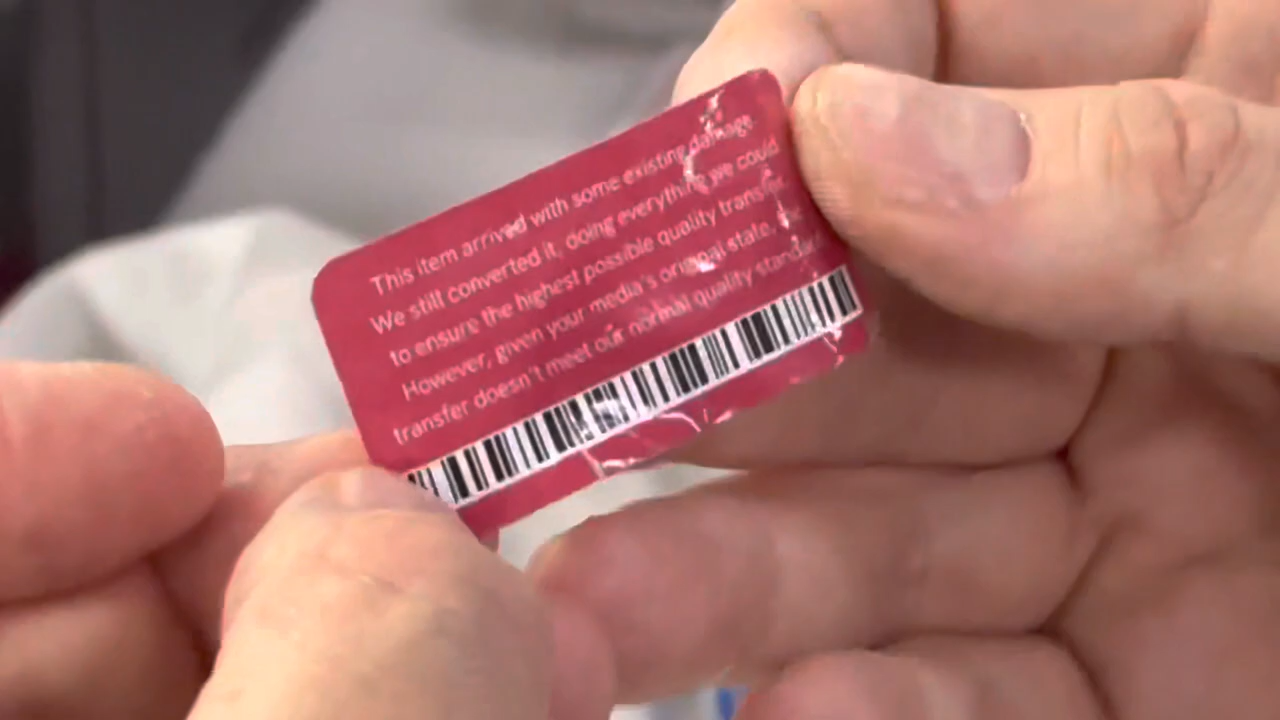 This item arrived with some existing damage.
We still converted it, doing everything we could
to ensure the highest possible quality transfer.
However, given your media's original state,
transfer doesn't meet our normal quality standard